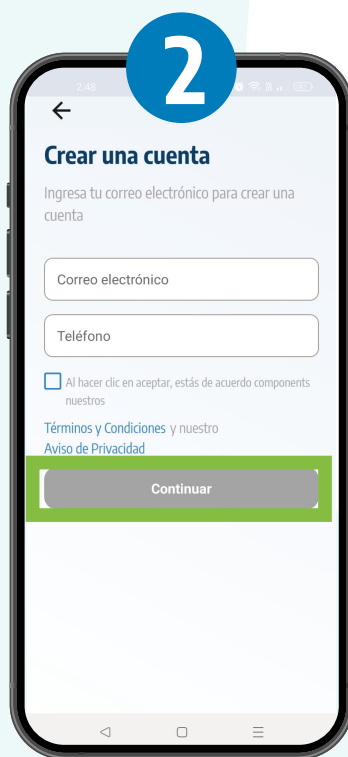 2
2:48
Crear una cuenta
Ingresa tu correo electrónico para crear una
cuenta
Correo electrónico
Teléfono
Al hacer clic en aceptar, estás de acuerdo components
nuestros
Términos y Condiciones y nuestro
Aviso de Privacidad
Continuar